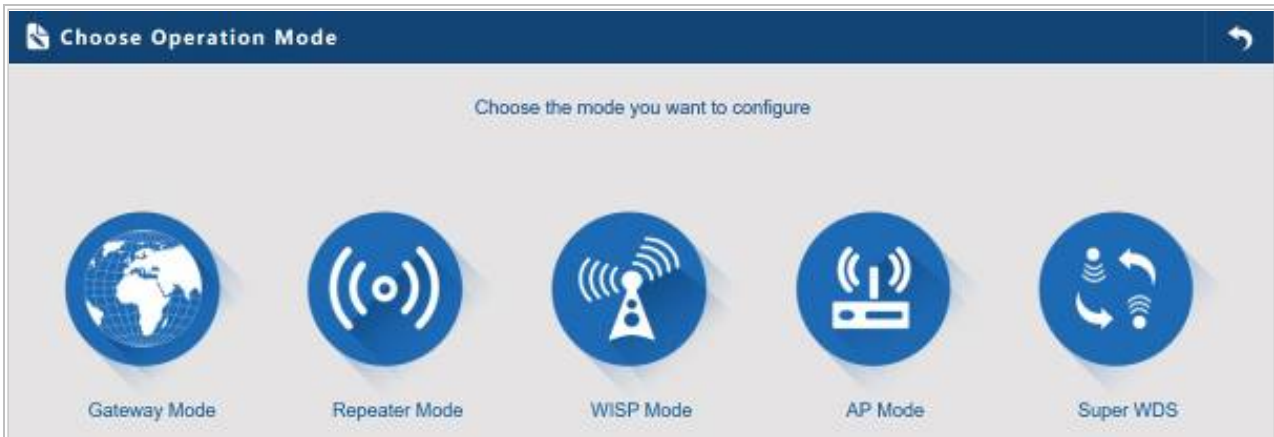 Choose Operation Mode
Choose the mode you want to configure
Gateway Mode
Repeater Mode
WISP Mode
AP Mode
Super WDS